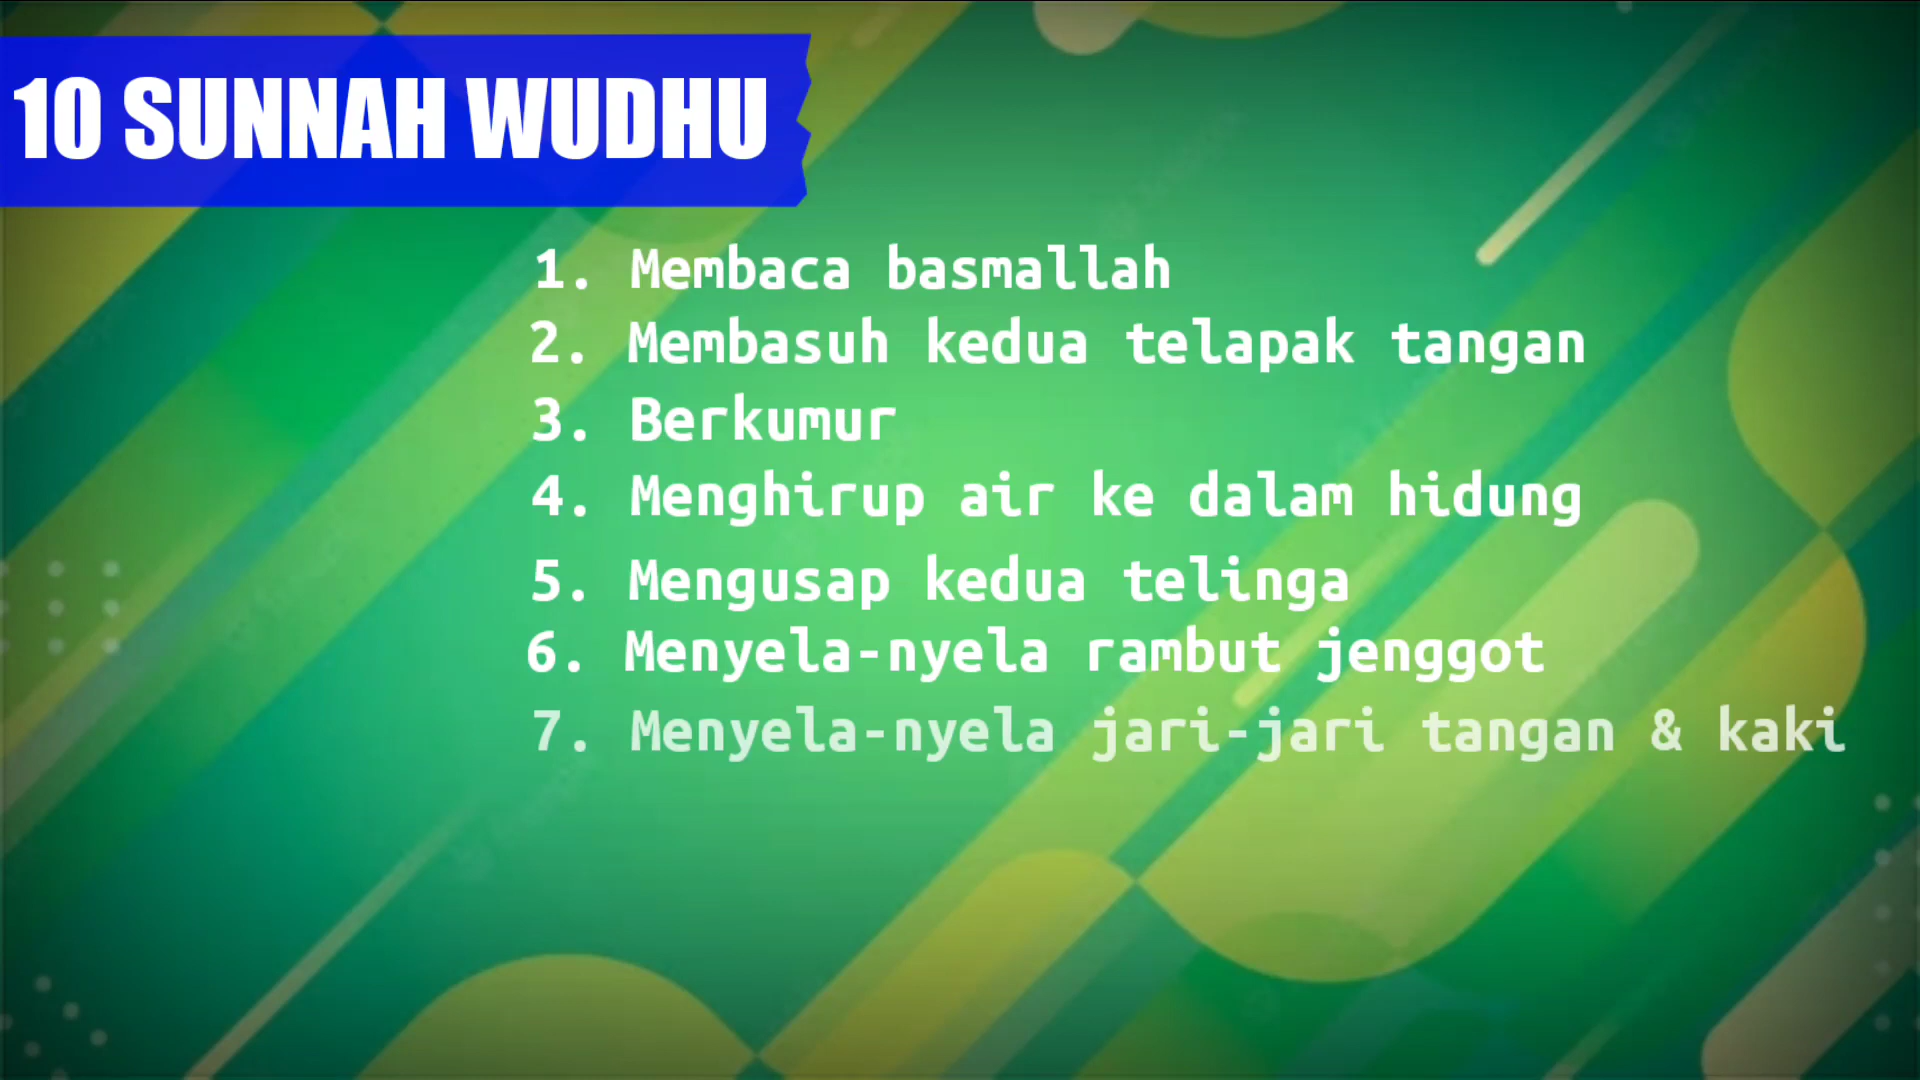 10 SUNNAH WUDHU
1. Membaca basmallah
2. Membasuh kedua telapak tangan
3. Berkumur
4. Menghirup air ke dalam hidung
5. Mengusap kedua telinga
6. Menyela-nyela rambut jenggot
7. Menyela-nyela jari-jari tangan & kaki